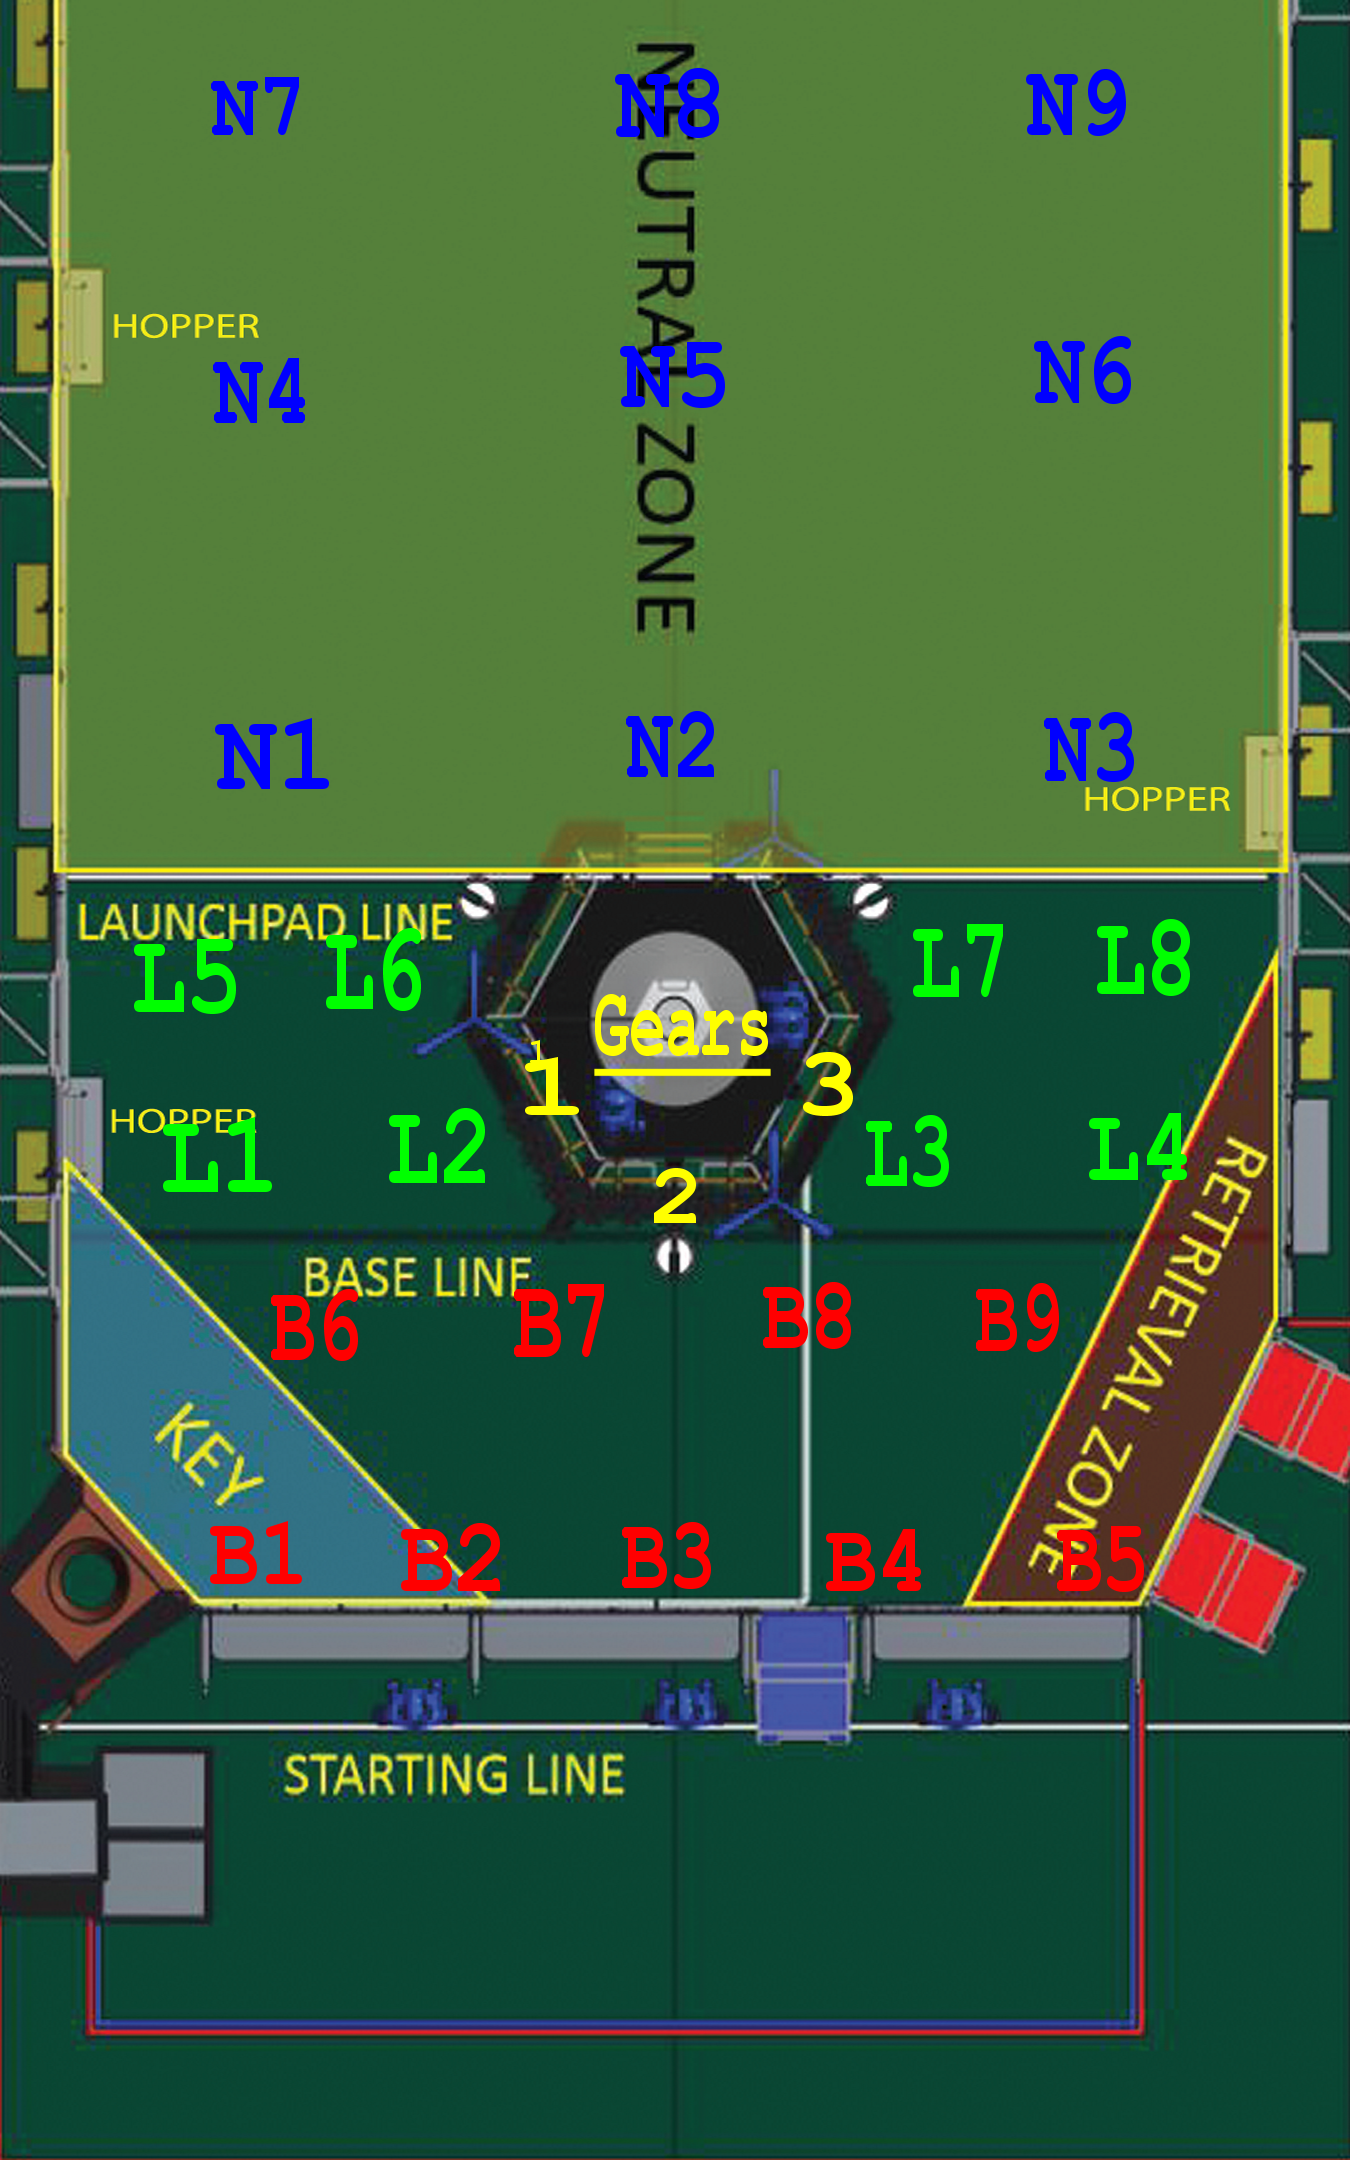 N7 N8 N9
NEUTRAL ZONE
HOPPER
N4 N5 N6
N1 N2 N3
HOPPER
LAUNCHPAD LINE
L5 L6 L7 L8
Gears
1
1 3
HOPPER
L1 L2 L3 L4
2
RETRIEVAL ZONE
BASE LINE
B6 B7 B8 B9
KEY
B1 B2 B3 B4 B5
STARTING LINE